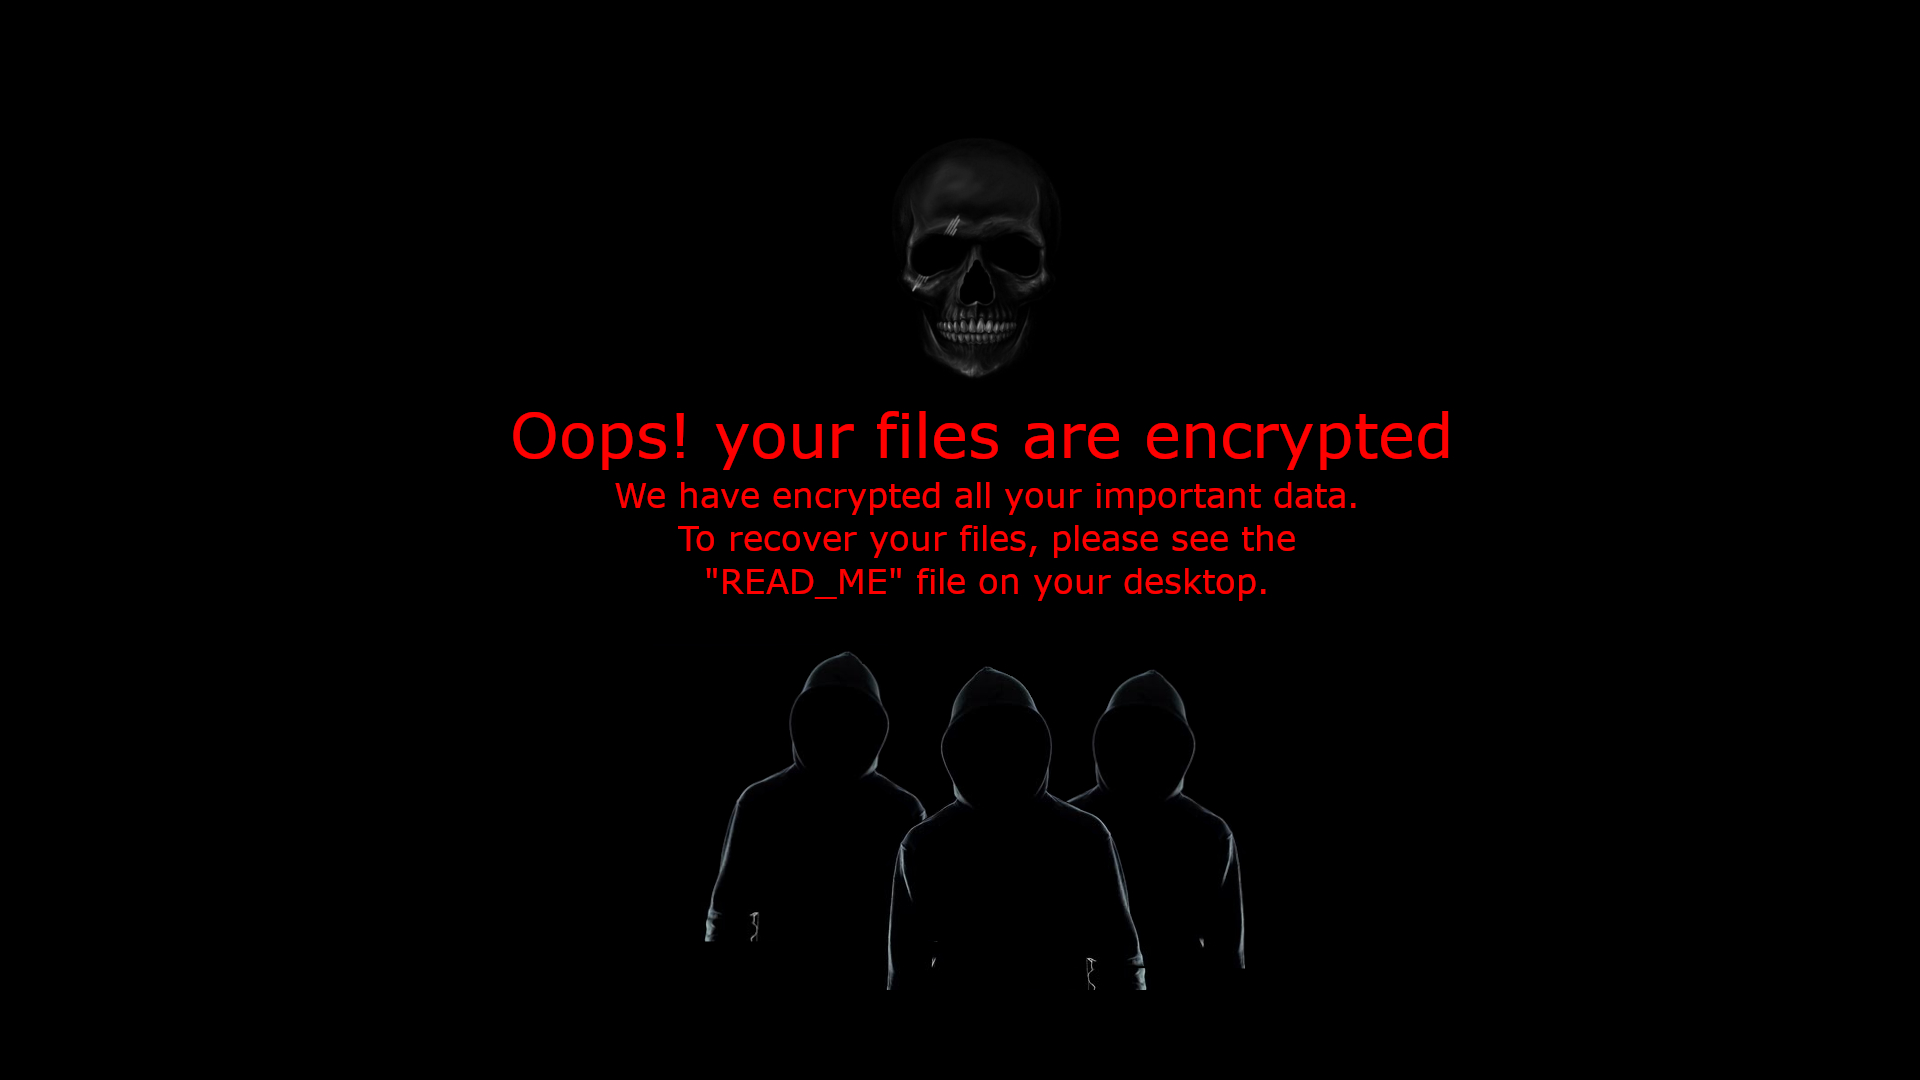 Oops! your files are encrypted
We have encrypted all your important data.
To recover your files, please see the
"READ_ME" file on your desktop.